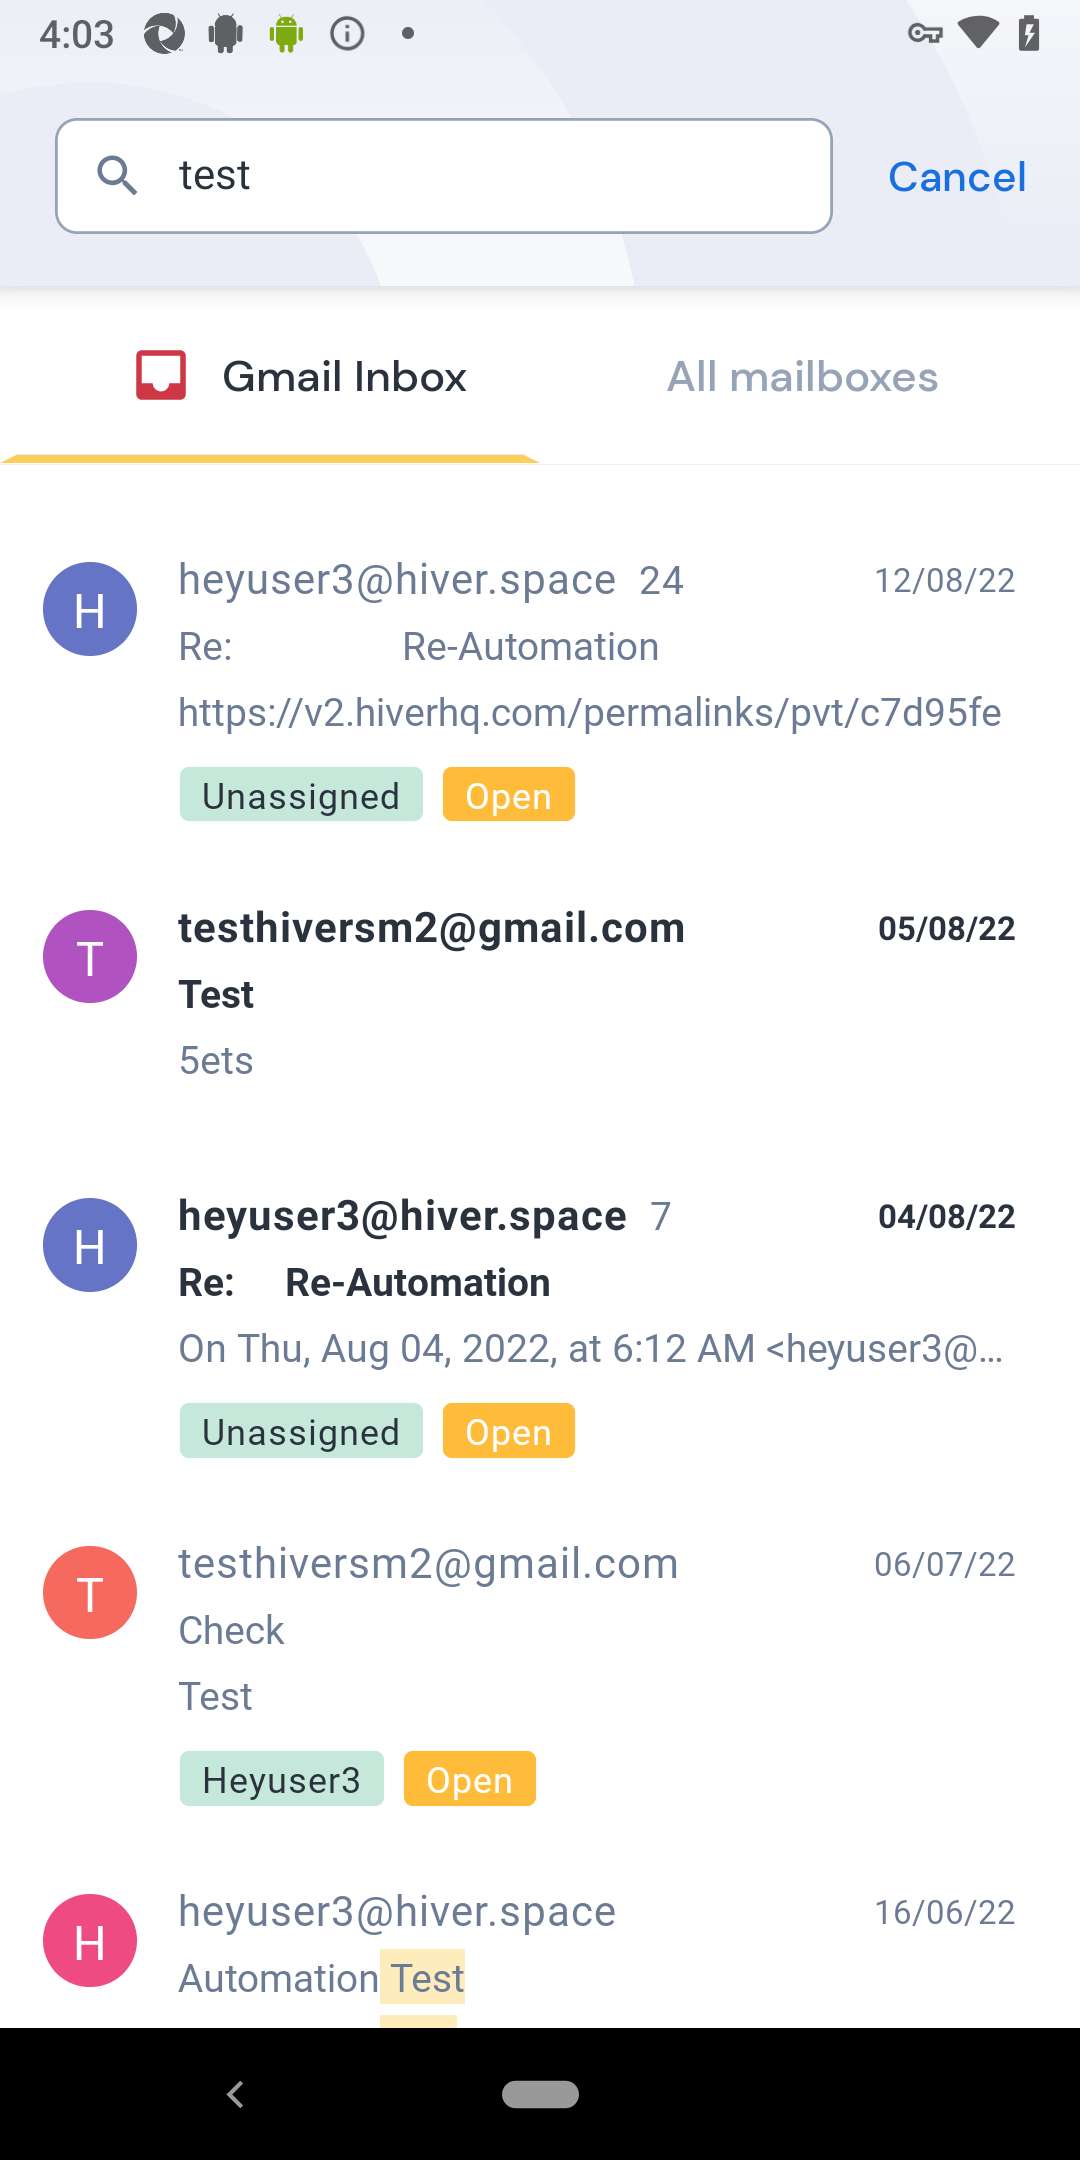 4:03
test
Cancel
Gmail Inbox
All mailboxes
H
heyuser3@hiver.space 24
12/08/22
Re: Re-Automation
https://v2.hiverhq.com/permalinks/pvt/c7d95fe
Unassigned
Open
T
testhiversm2@gmail.com
05/08/22
Test
5ets
H
heyuser3@hiver.space 7
04/08/22
Re: Re-Automation
On Thu, Aug 04, 2022, at 6:12 AM <heyuser3@...
Unassigned
Open
T
testhiversm2@gmail.com
06/07/22
Check
Test
Heyuser3
Open
H
heyuser3@hiver.space
16/06/22
Automation Test